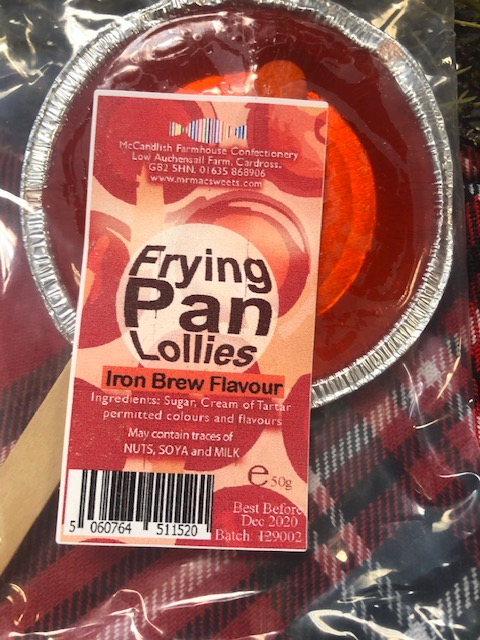 McCandlish Farmhouse Confectionery
Low Auchensail Farm, Cardross.
G82 5HN. 01635 868906
www.mrmacsweets.com
Frying
Pan
Lollies
Iron Brew Flavour
Ingredients: Sugar, Cream of Tartar
permitted colours and flavours
May contain traces of
NUTS, SOYA and MILK
℮ 50g
5 060764 511520
Best Before
Dec 2020
Batch: 129002